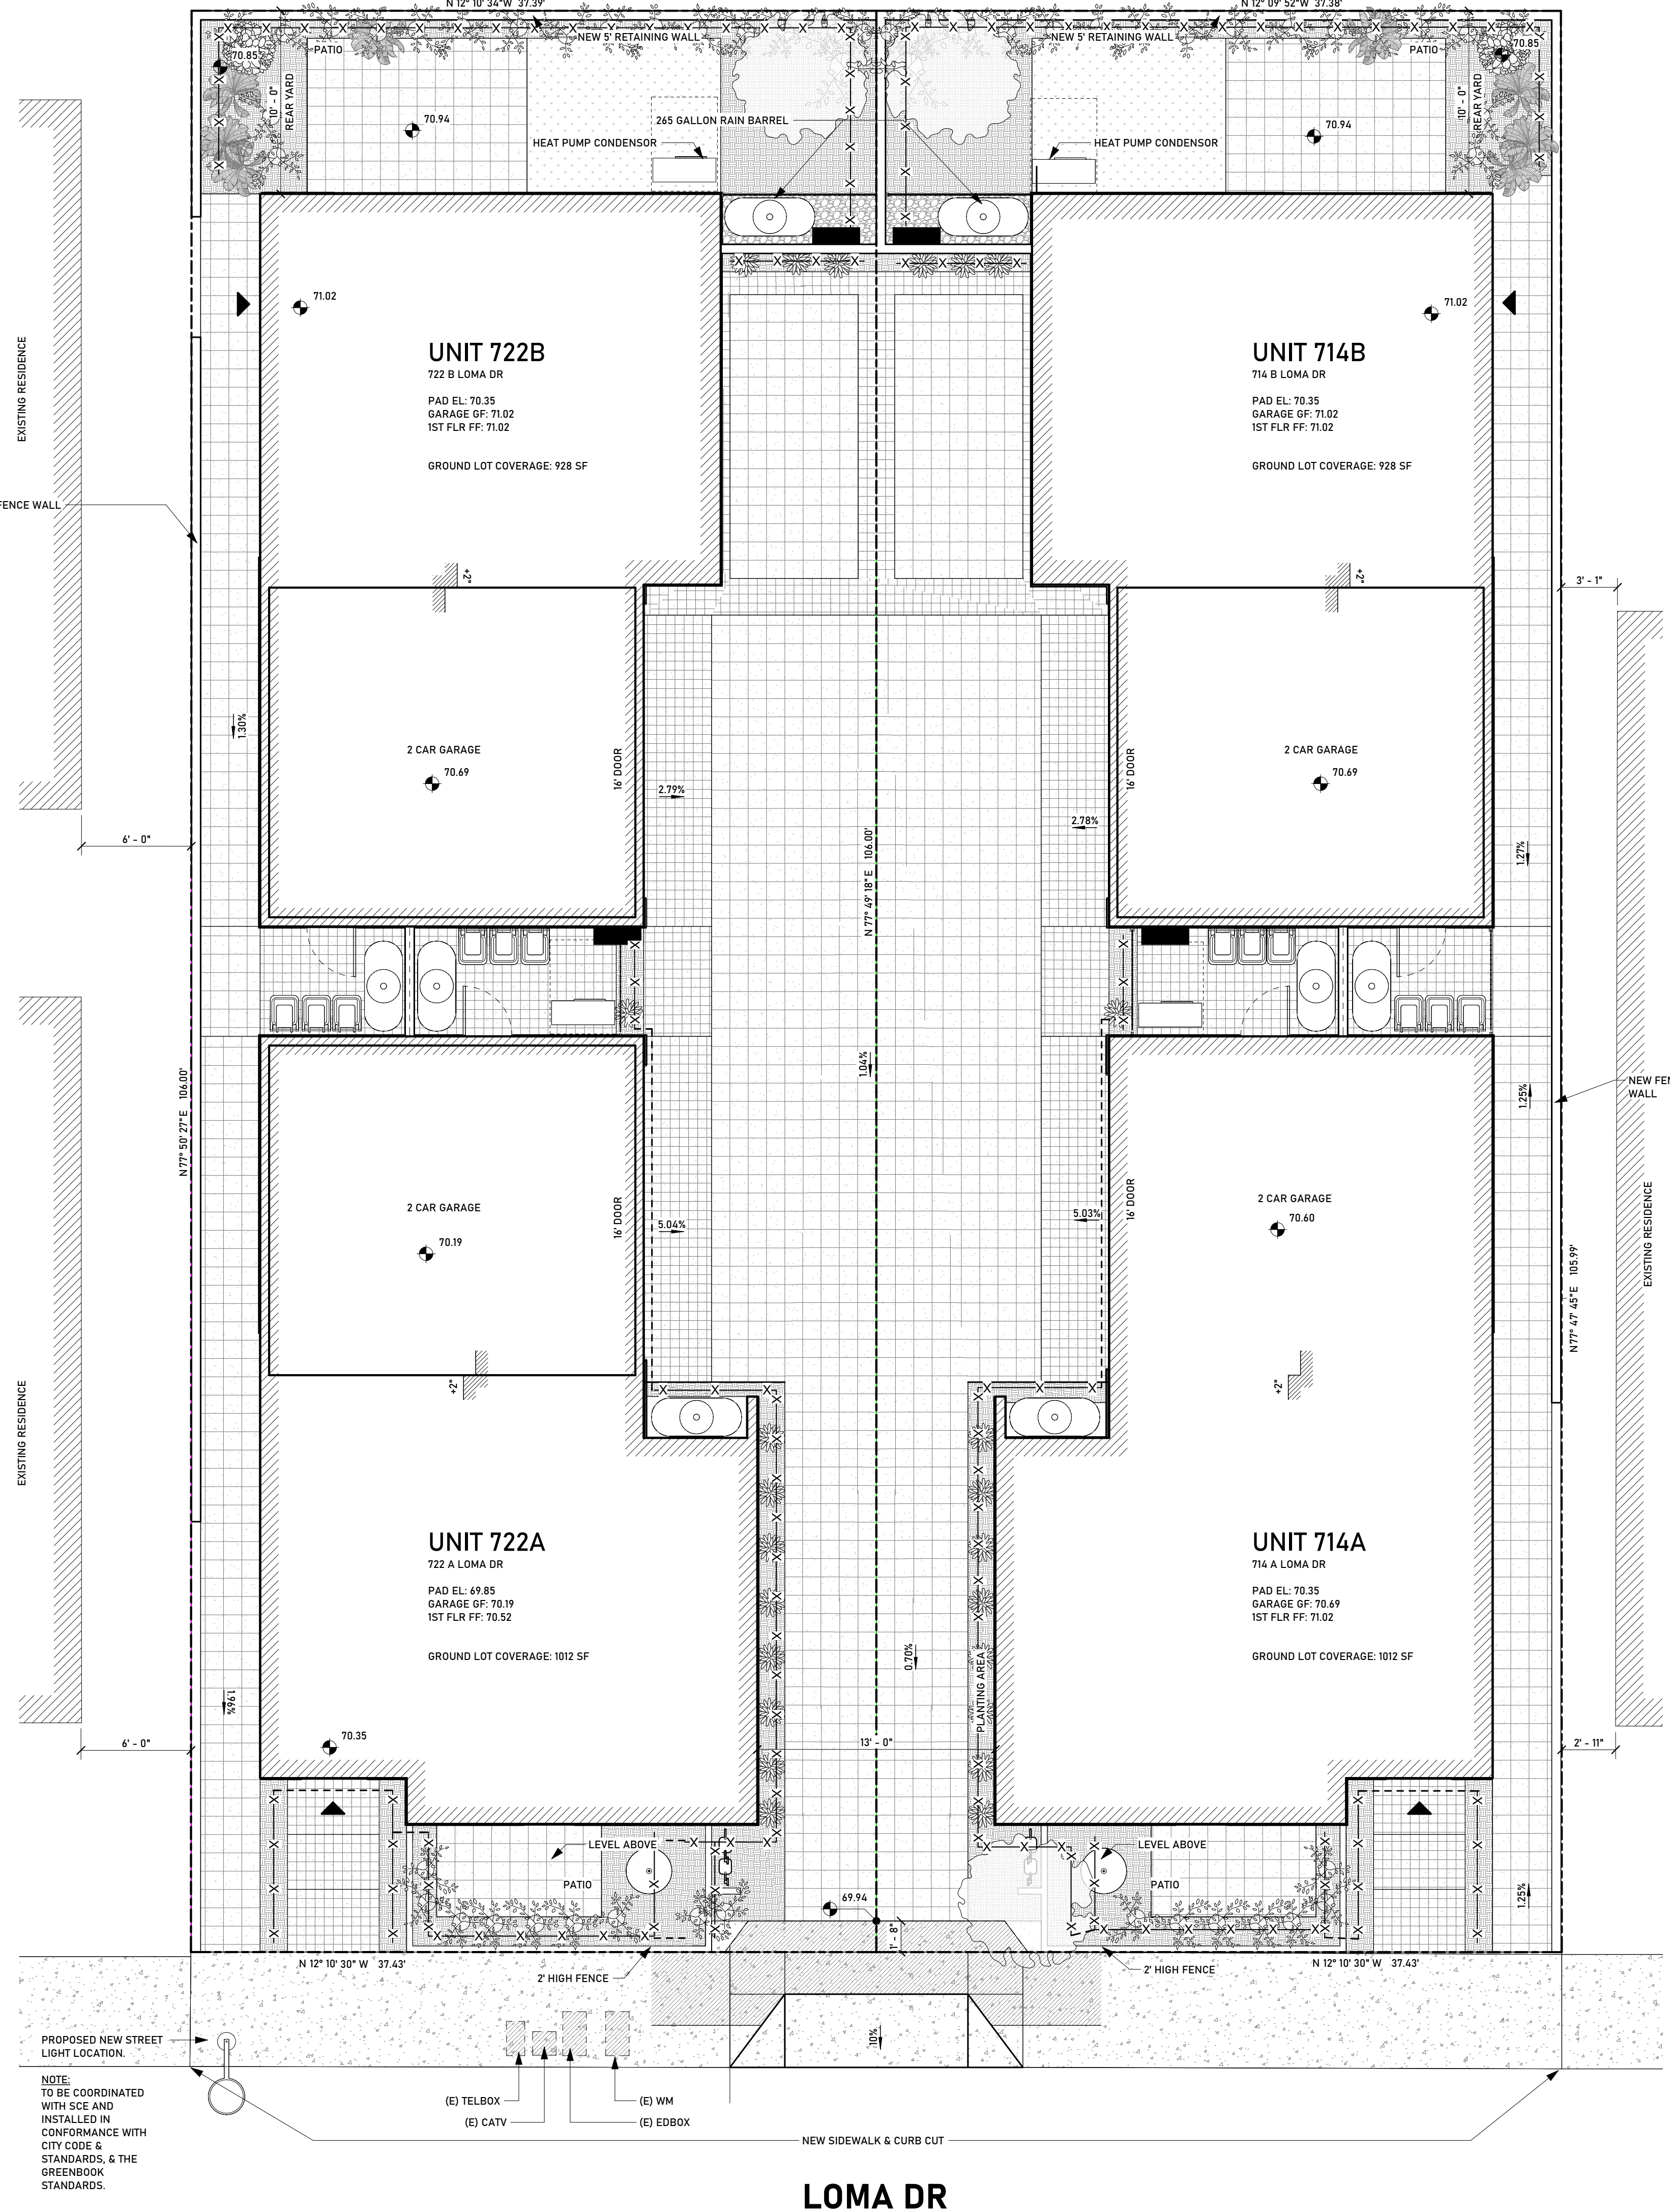 N 12° 10' 34"W 37.39'
N 12° 09' 52"W 37.38'
NEW 5' RETAINING WALL
NEW 5' RETAINING WALL
PATIO
PATIO
70.85
70.85
10' - 0"
REAR YARD
10' - 0"
REAR YARD
70.94
70.94
265 GALLON RAIN BARREL
HEAT PUMP CONDENSOR
HEAT PUMP CONDENSOR
71.02
71.02
EXISTING RESIDENCE
UNIT 722B
722 B LOMA DR
PAD EL: 70.35
GARAGE GF: 71.02
1ST FLR FF: 71.02
GROUND LOT COVERAGE: 928 SF
UNIT 714B
714 B LOMA DR
PAD EL: 70.35
GARAGE GF: 71.02
1ST FLR FF: 71.02
GROUND LOT COVERAGE: 928 SF
FENCE WALL
+2"
+2"
3' - 1"
1.30%
2 CAR GARAGE
70.69
16' DOOR
2.79%
N 77° 49' 18" E 106.00'
2.78%
16' DOOR
2 CAR GARAGE
70.69
1.27%
6' - 0"
N 77° 50' 27" E 106.00'
1.04%
1.25%
NEW FEN
WALL
2 CAR GARAGE
70.19
16' DOOR
5.04%
5.03%
16' DOOR
2 CAR GARAGE
70.60
EXISTING RESIDENCE
N77° 47' 45"E 105.99'
EXISTING RESIDENCE
+2"
+2"
UNIT 722A
722 A LOMA DR
PAD EL: 69.85
GARAGE GF: 70.19
1ST FLR FF: 70.52
GROUND LOT COVERAGE: 1012 SF
UNIT 714A
714 A LOMA DR
PAD EL: 70.35
GARAGE GF: 70.69
1ST FLR FF: 71.02
GROUND LOT COVERAGE: 1012 SF
0.70%
PLANTING AREA
1.96%
70.35
6' - 0"
13' - 0"
2' - 11"
LEVEL ABOVE
LEVEL ABOVE
PATIO
PATIO
69.94
1' - 8"
1.25%
N 12° 10' 30" W 37.43'
2' HIGH FENCE
2' HIGH FENCE
N 12° 10' 30" W 37.43'
10%
PROPOSED NEW STREET
LIGHT LOCATION.
NOTE:
TO BE COORDINATED
WITH SCE AND
INSTALLED IN
CONFORMANCE WITH
CITY CODE &
STANDARDS, & THE
GREENBOOK
STANDARDS.
(E) TELBOX
(E) WM
(E) CATV
(E) EDBOX
NEW SIDEWALK & CURB CUT
LOMA DR